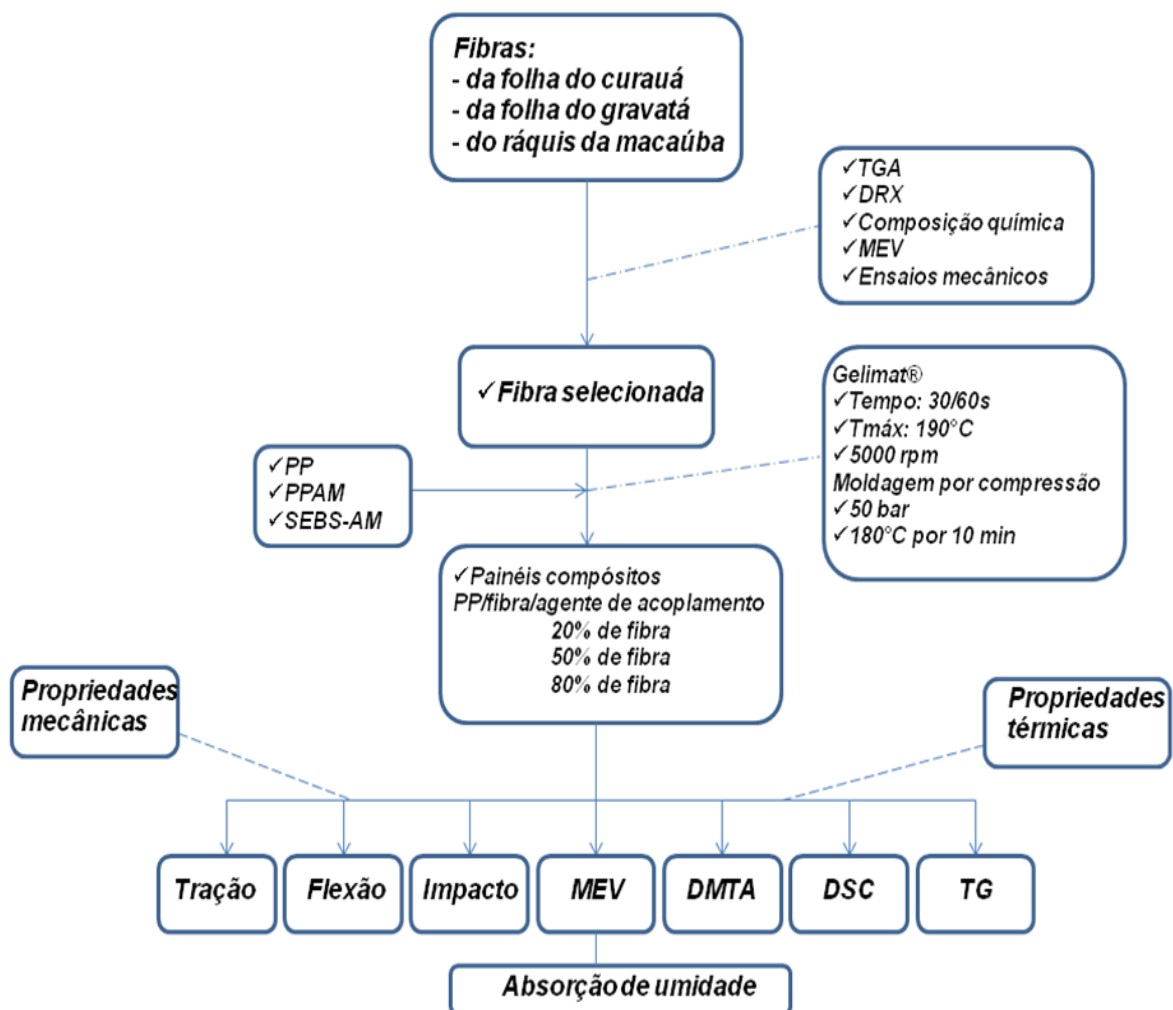 Fibras:
- da folha do curauá
- da folha do gravatá
- do ráquis da macaúba
✓TGA
✓DRX
✓Composição química
✓MEV
✓Ensaios mecânicos
✓Fibra selecionada
Gelimat®
✓Tempo: 30/60s
✓Tmáx: 190°C
✓5000 rpm
Moldagem por compressão
✓50 bar
✓180°C por 10 min
✓PP
✓PPAM
✓SEBS-AM
✓Painéis compósitos
PP/fibra/agente de acoplamento
20% de fibra
50% de fibra
80% de fibra
Propriedades
mecânicas
Propriedades
térmicas
Tração
Flexão
Impacto
MEV
DMTA
DSC
TG
Absorção de umidade